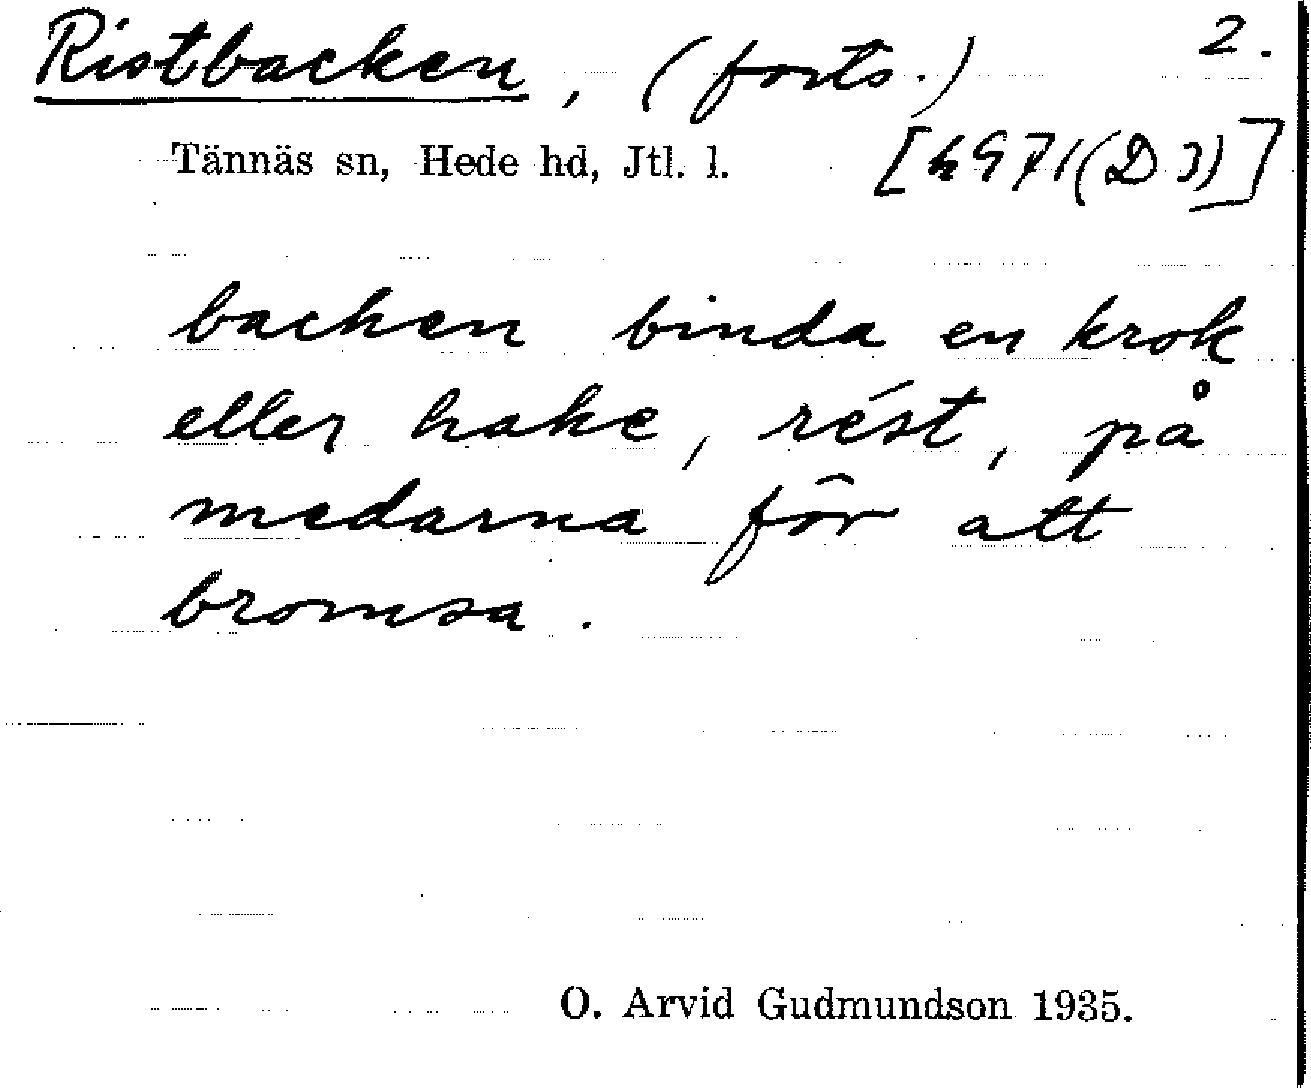 Ristbacken, (forts.) 2.
Tännäs sn, Hede hd, Jtl. l. [4971(D3)]
backen binda en krok
eller hake, rést, på
medarna för att
bromsa.
O. Arvid Gudmundson 1935.